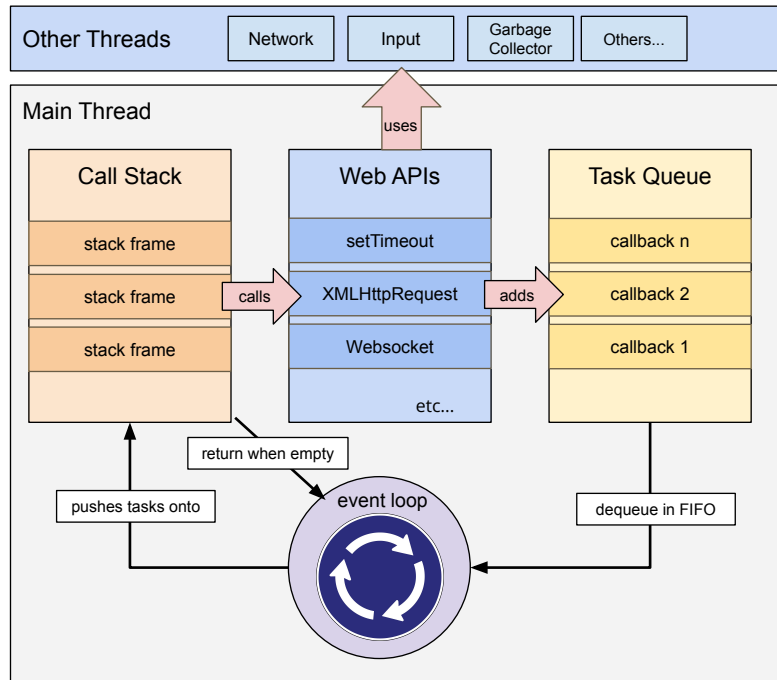 Other Threads
Network
Input
Garbage
Collector
Others...
Main Thread
uses
Call Stack
Web APIs
Task Queue
stack frame
setTimeout
callback n
stack frame
calls
XMLHttpRequest
adds
callback 2
stack frame
Websocket
callback 1
etc...
return when empty
pushes tasks onto
event loop
dequeue in FIFO